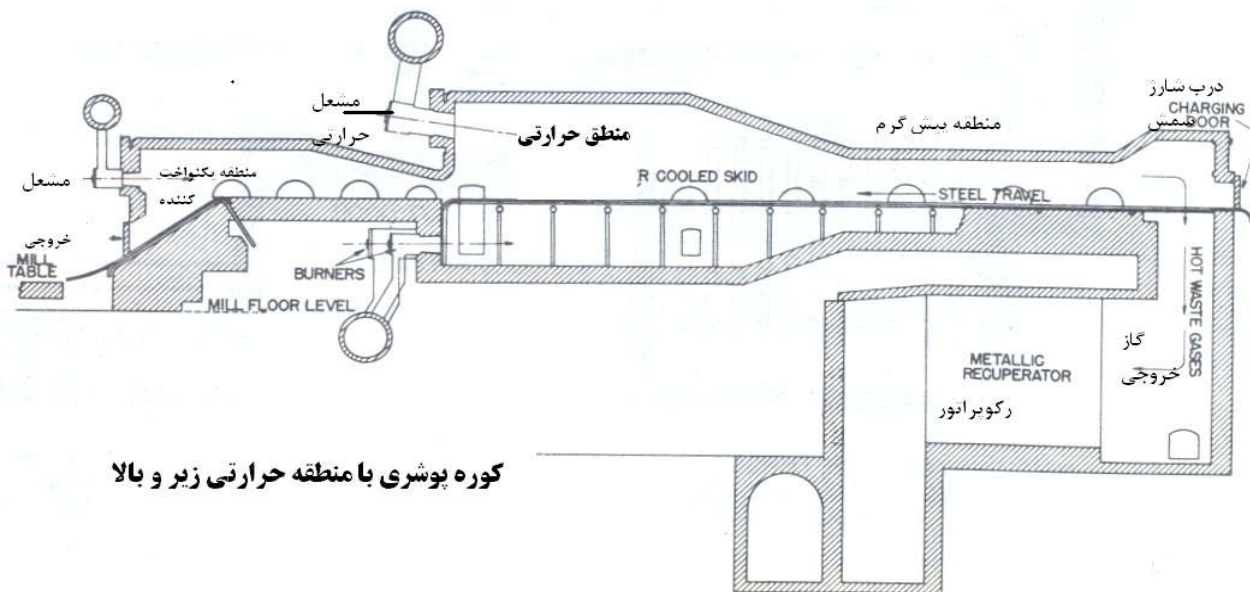 درب شارژ
شمش
CHARGING
DOOR
مشعل
حرارتی
منطق حرارتی
منطقه پیش گرم
مشعل
منطقه یکنواخت
کننده
R COOLED SKID
STEEL TRAVEL
خروجی
MILL
TABLE
BURNERS
MILL FLOOR LEVEL
HOT WASTE GASES
گاز
خروجی
METALLIC
RECUPERATOR
رکوپراتور
کوره پوشری با منطقه حرارتی زیر و بالا